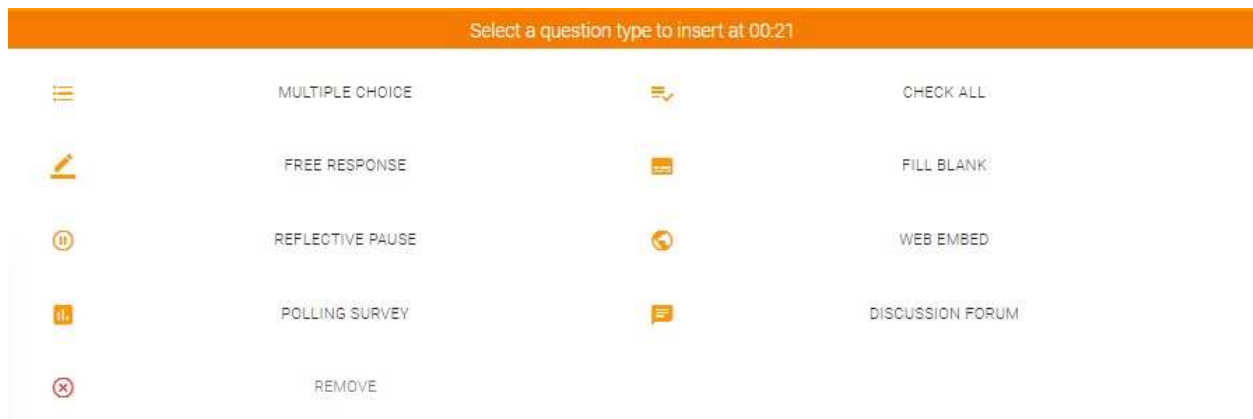 Select a question type to insert at 00:21
MULTIPLE CHOICE
CHECK ALL
FREE RESPONSE
FILL BLANK
REFLECTIVE PAUSE
WEB EMBED
POLLING SURVEY
DISCUSSION FORUM
REMOVE